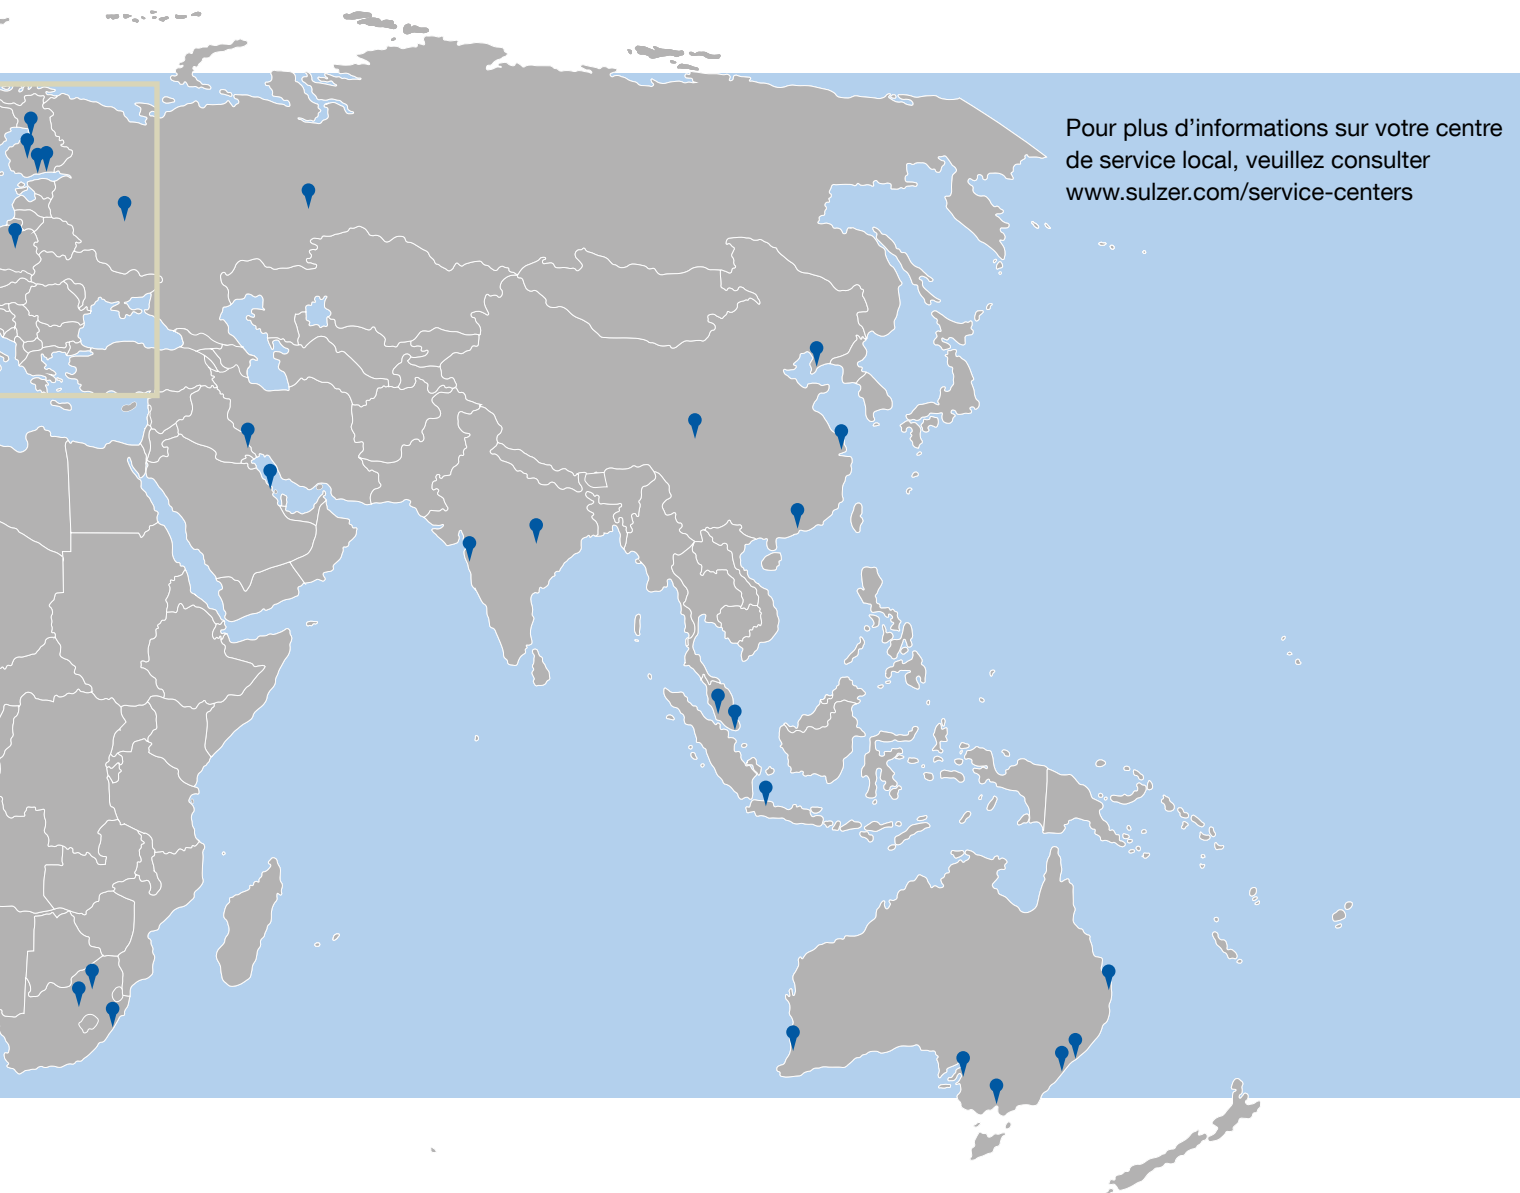 Pour plus d’informations sur votre centre
de service local, veuillez consulter
www.sulzer.com/service-centers